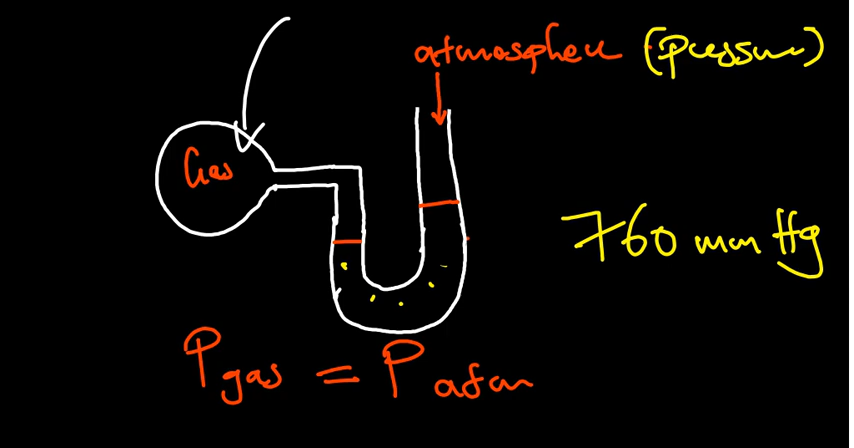 atmosphere (pressure)
Gas
760 mm Hg
Pgas = Patm